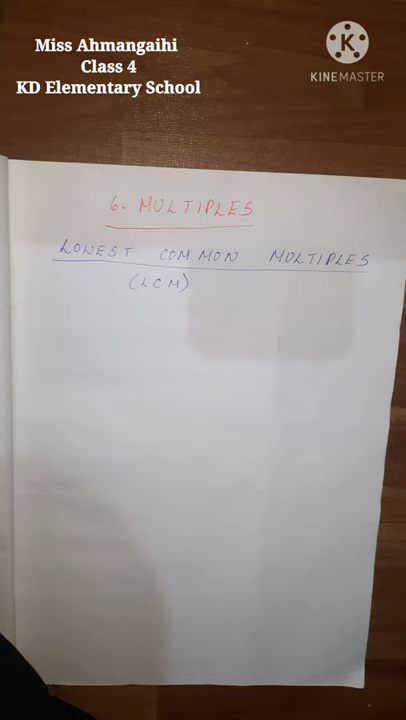 Miss Ahmangaihi
Class 4
KD Elementary School
K
KINEMASTER
6. MULTIPLES
LOWEST COMMON MULTIPLES
(LCM)